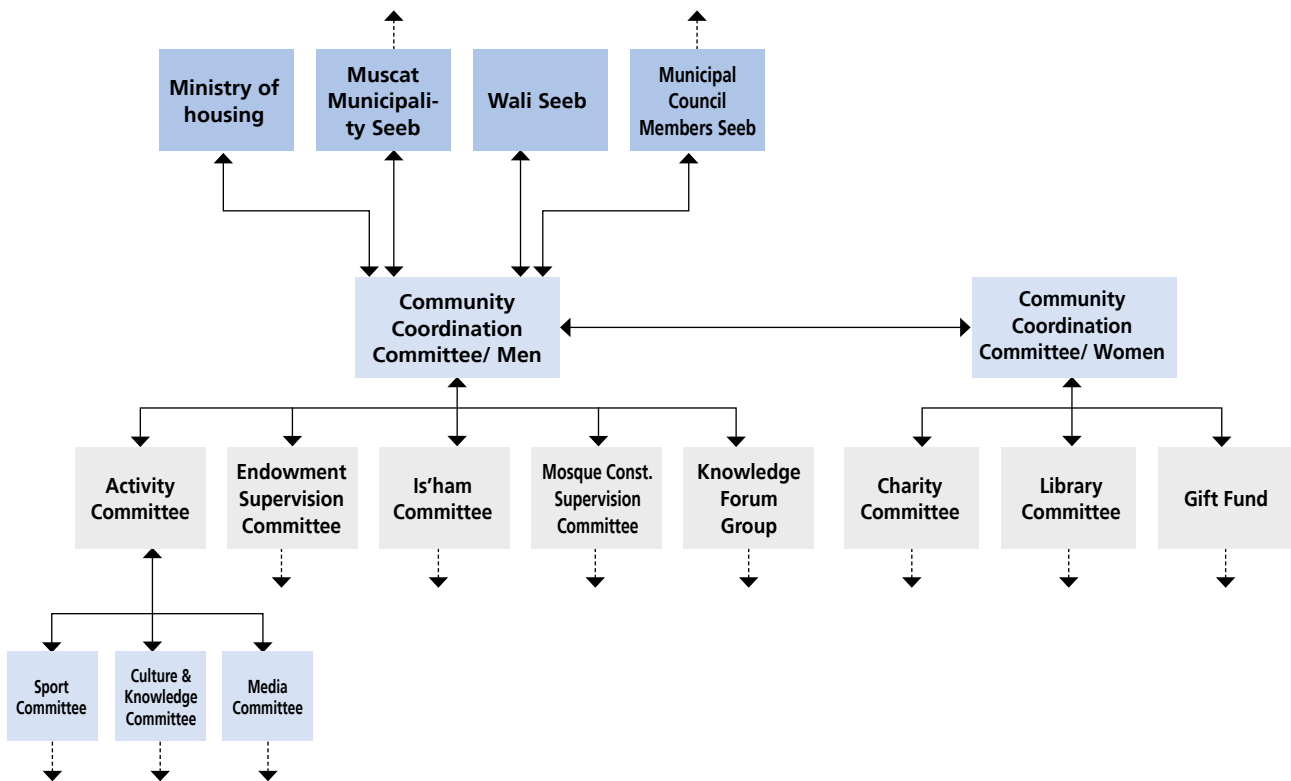 Ministry of
housing
Muscat
Municipali-
ty Seeb
Wali Seeb
Municipal
Council
Members Seeb
Community
Coordination
Committee/ Men
Community
Coordination
Committee/ Women
Activity
Committee
Endowment
Supervision
Committee
Is’ham
Committee
Mosque Const.
Supervision
Committee
Knowledge
Forum
Group
Charity
Committee
Library
Committee
Gift Fund
Sport
Committee
Culture &
Knowledge
Committee
Media
Committee